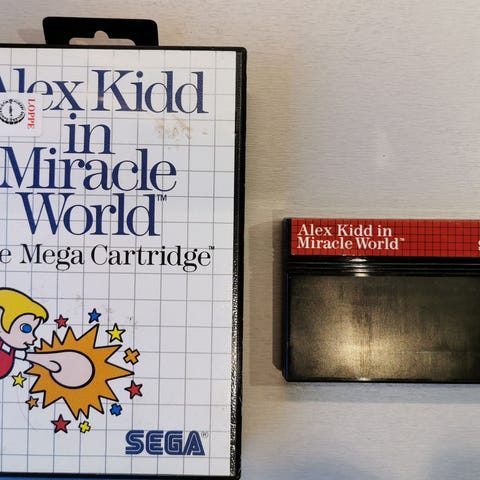 Alex Kidd
in
Miracle
World™
e Mega Cartridge™
LOPPE
SEGA®
Alex Kidd in
Miracle World™